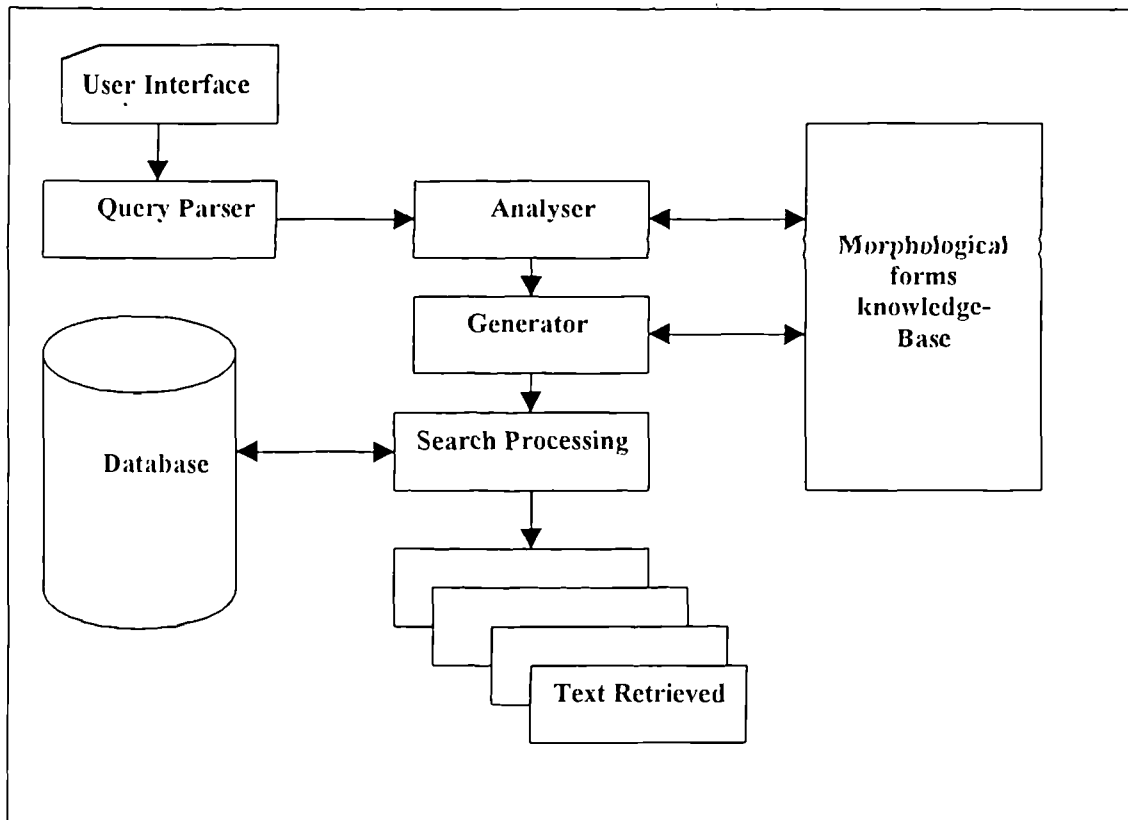 User Interface
Query Parser
Analyser
Morphological
forms
knowledge-
Base
Generator
Search Processing
Database
Text Retrieved